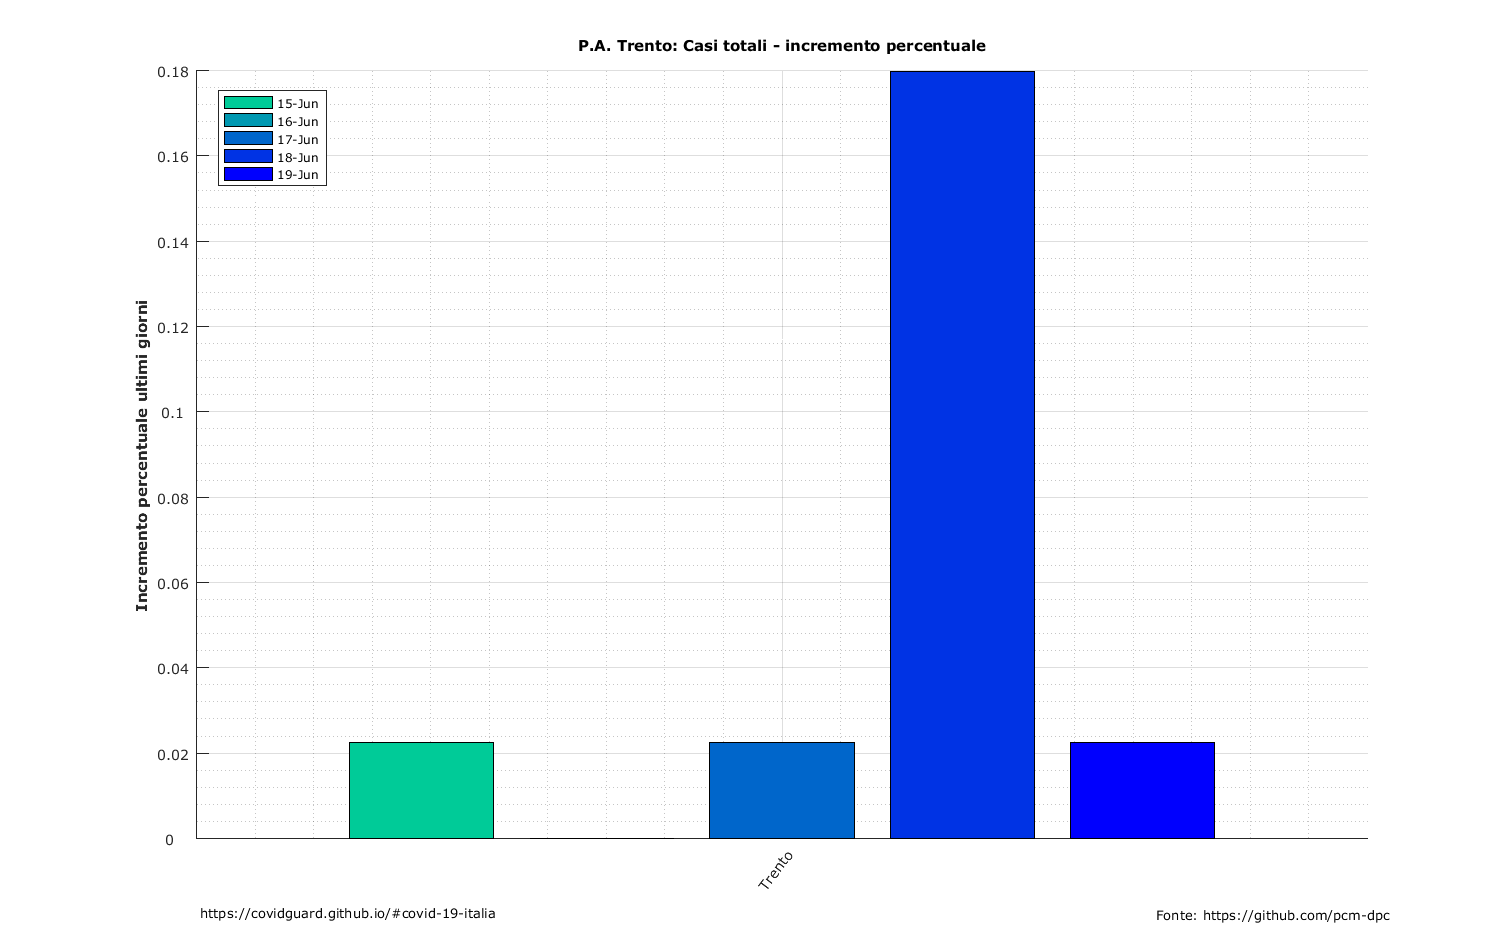 P.A. Trento: Casi totali - incremento percentuale
0.18
0.16
0.14
0.12
0.1
0.08
0.06
0.04
0.02
0
15-Jun
16-Jun
17-Jun
18-Jun
19-Jun
Incremento percentuale ultimi giorni
Trento
https://covidguard.github.io/#covid-19-italia
Fonte: https://github.com/pcm-dpc